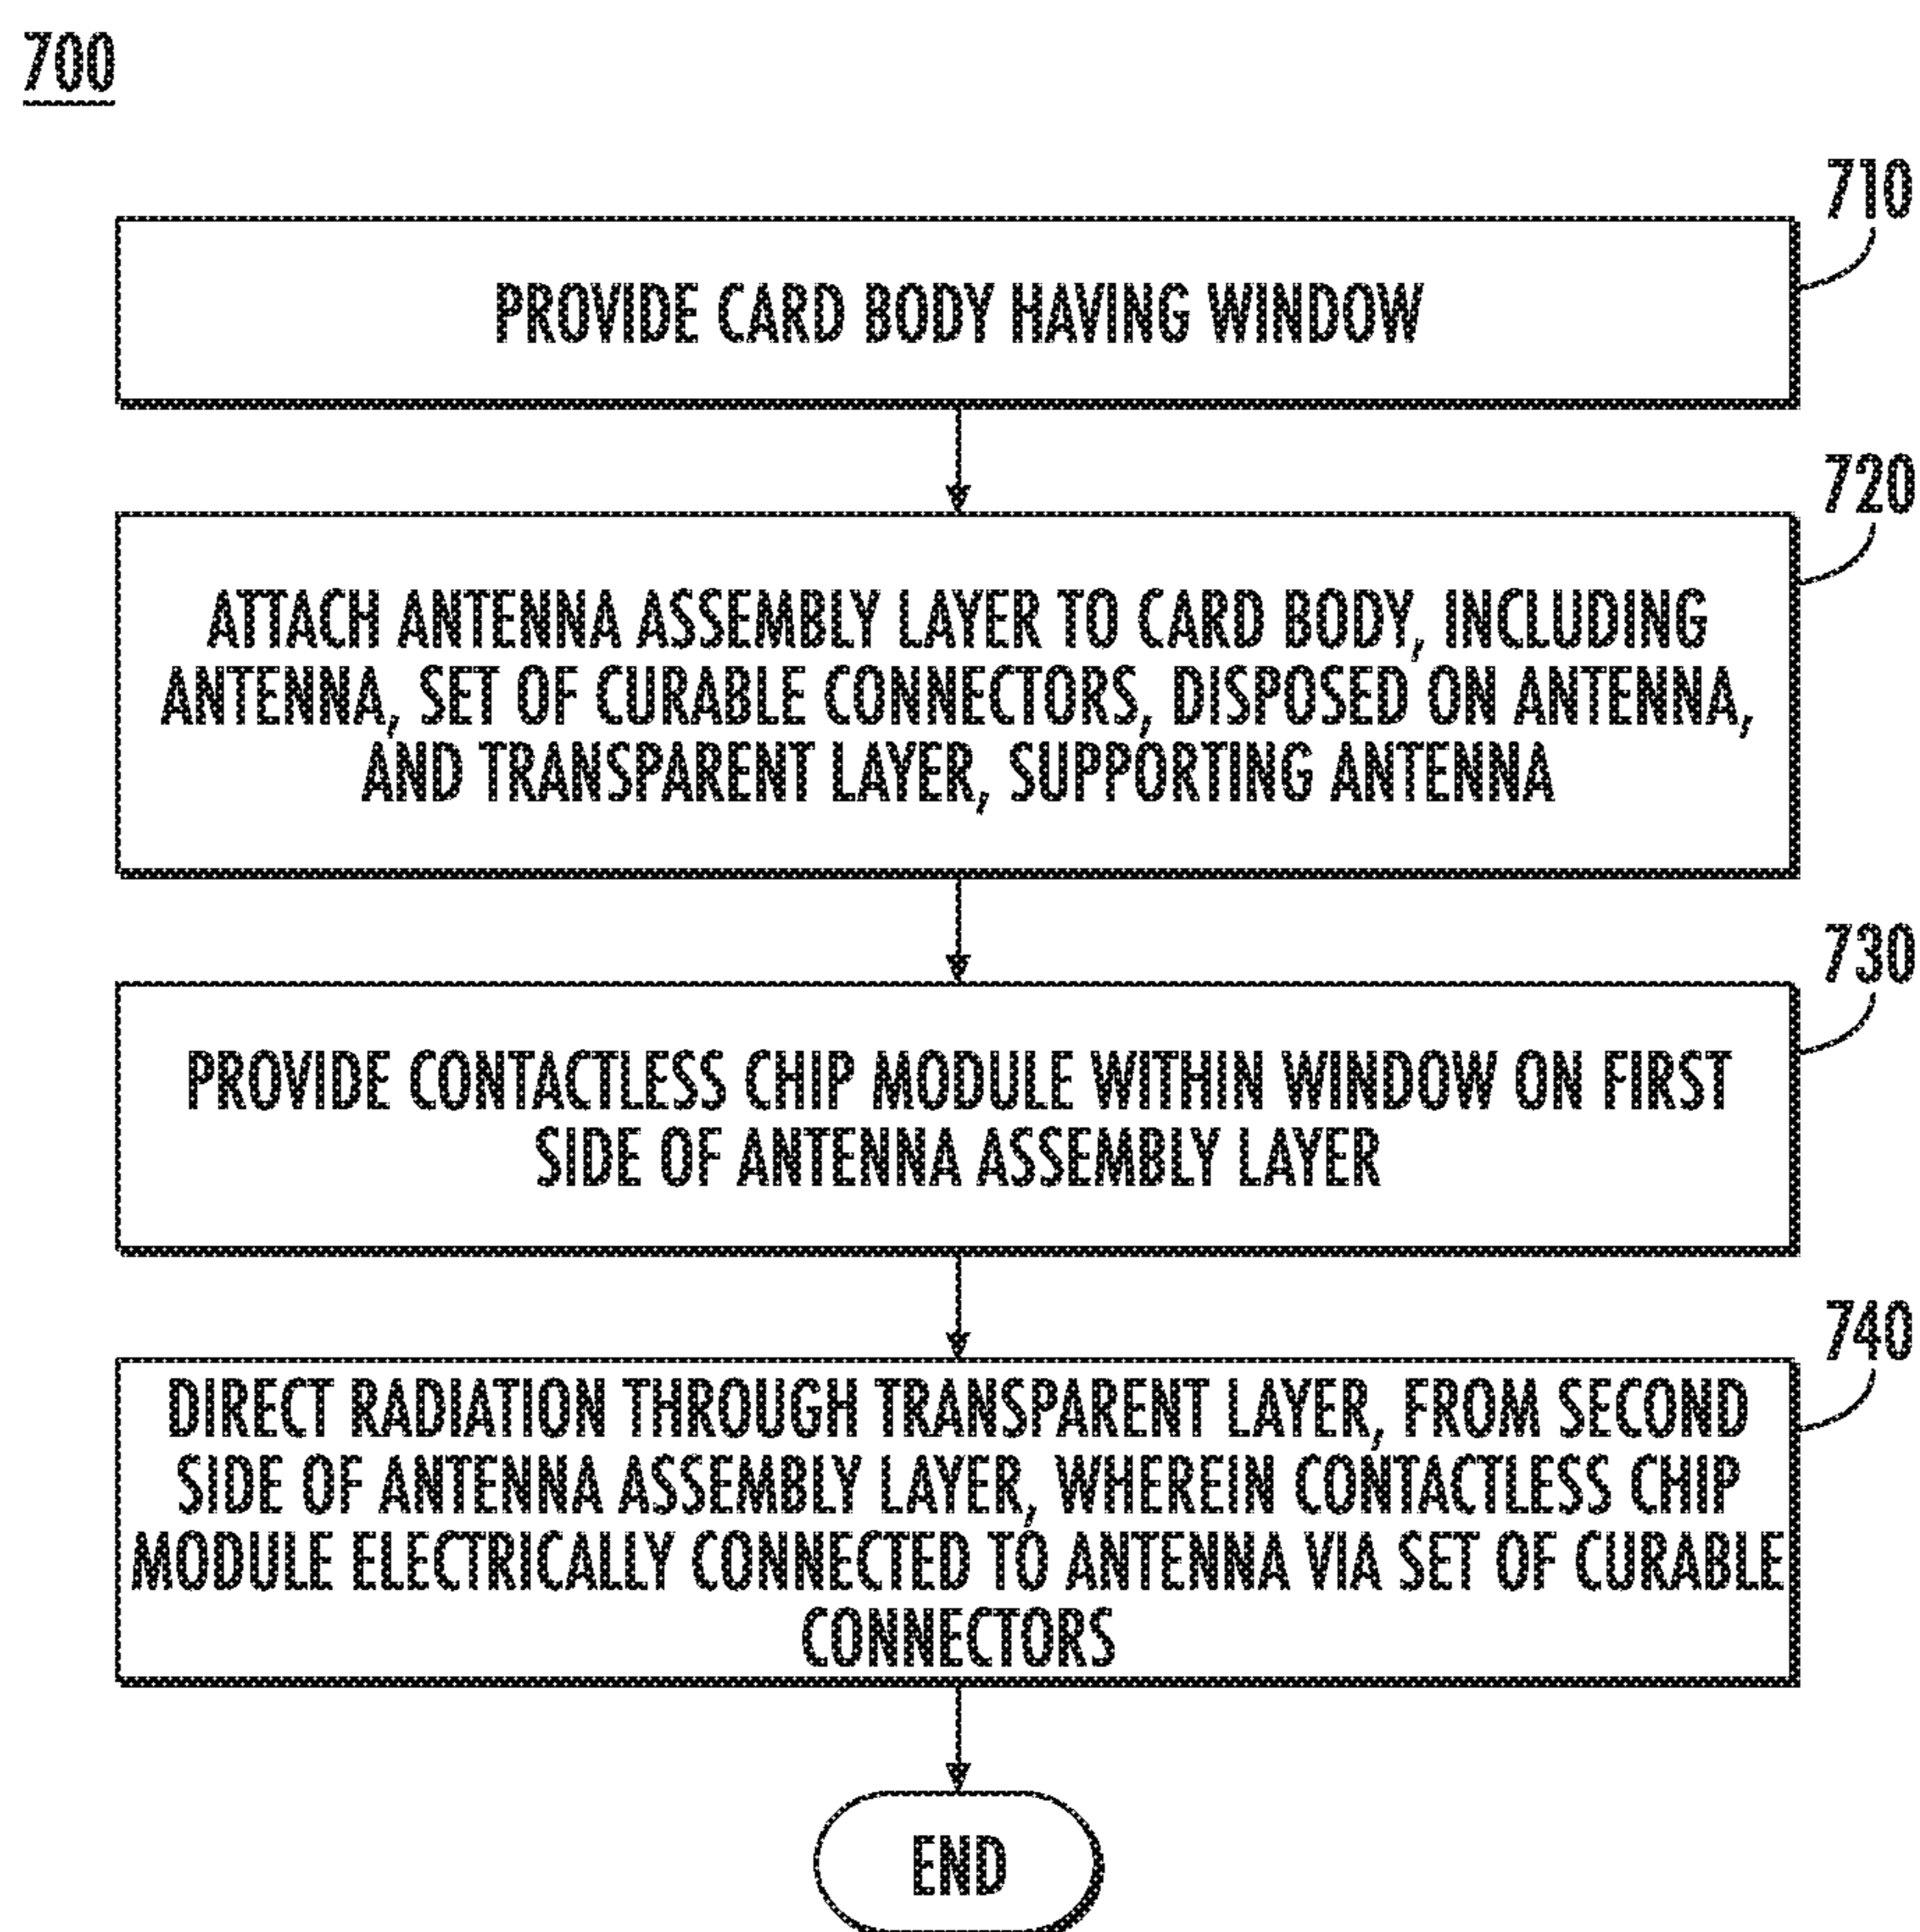 700
710
PROVIDE CARD BODY HAVING WINDOW
720
ATTACH ANTENNA ASSEMBLY LAYER TO CARD BODY, INCLUDING
ANTENNA, SET OF CURABLE CONNECTORS, DISPOSED ON ANTENNA,
AND TRANSPARENT LAYER, SUPPORTING ANTENNA
730
PROVIDE CONTACTLESS CHIP MODULE WITHIN WINDOW ON FIRST
SIDE OF ANTENNA ASSEMBLY LAYER
740
DIRECT RADIATION THROUGH TRANSPARENT LAYER, FROM SECOND
SIDE OF ANTENNA ASSEMBLY LAYER, WHEREIN CONTACTLESS CHIP
MODULE ELECTRICALLY CONNECTED TO ANTENNA VIA SET OF CURABLE
CONNECTORS
END